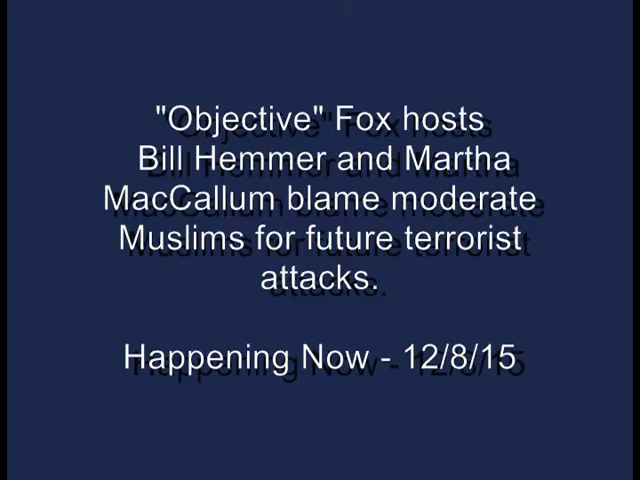 "Objective" Fox hosts
Bill Hemmer and Martha
MacCallum blame moderate
Muslims for future terrorist
attacks.
Happening Now - 12/8/15